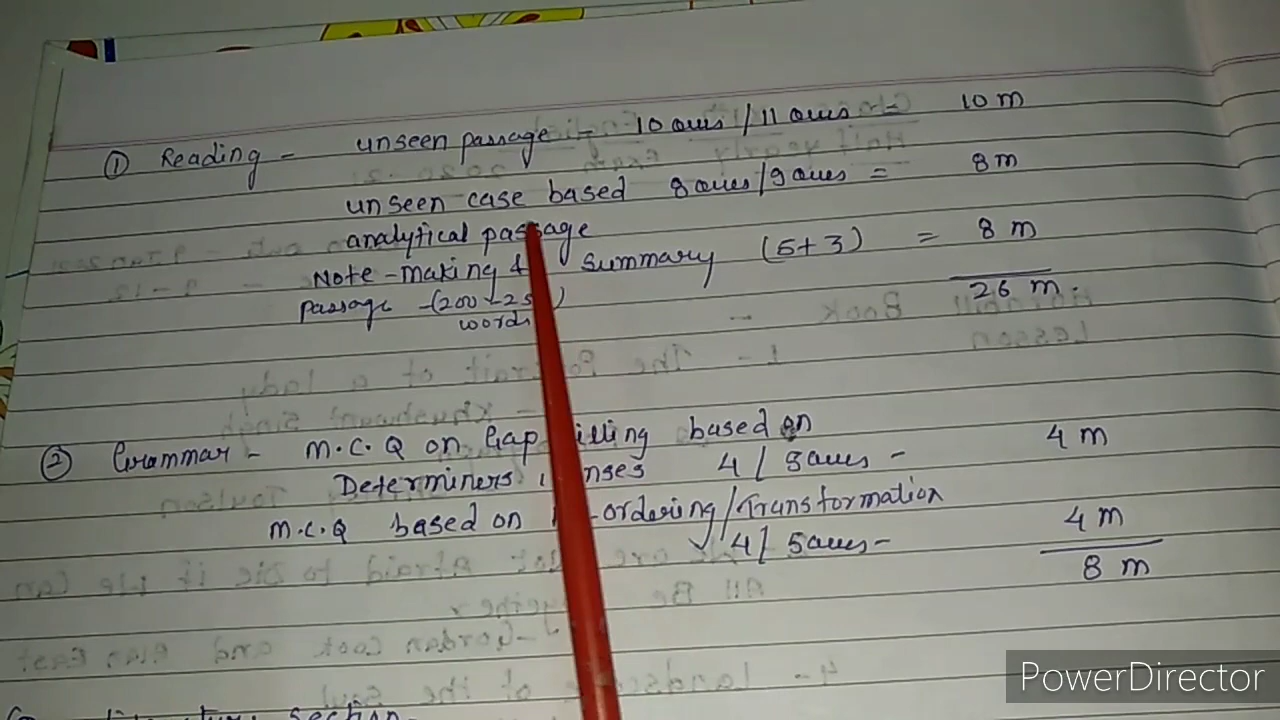 ① Reading - unseen passage - 10 ques / 11 ques = 10 m
unseen case based 8 ques / 9 ques = 8 m
analytical passage
Note-making & Summary (5+3) = 8 m
passage - (200-25 )
words
26 m.
② Grammar - M.C.Q on Gap filling based on
Determiners 4 / 5 ques - 4 m
M.C.Q based on -ordering / Transformation
4 / 5 ques - 4 m
8 m
section
PowerDirector